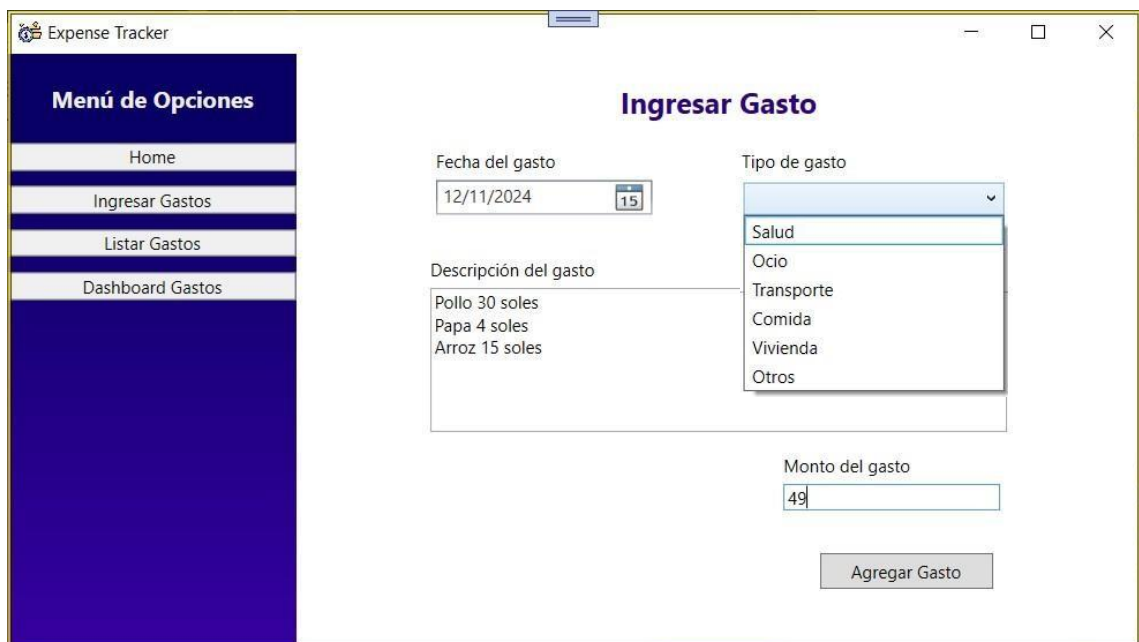 Expense Tracker
Menú de Opciones
Home
Ingresar Gastos
Listar Gastos
Dashboard Gastos
Ingresar Gasto
Fecha del gasto
12/11/2024
15
Tipo de gasto
Salud
Ocio
Transporte
Comida
Vivienda
Otros
Descripción del gasto
Pollo 30 soles
Papa 4 soles
Arroz 15 soles
Monto del gasto
49
Agregar Gasto